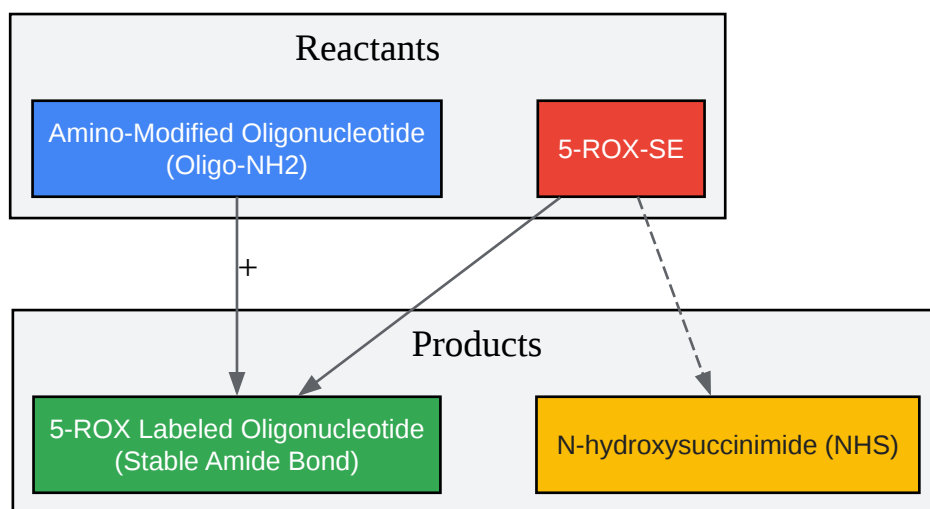 Reactants
Amino-Modified Oligonucleotide
(Oligo-NH2)
5-ROX-SE
+
Products
5-ROX Labeled Oligonucleotide
(Stable Amide Bond)
N-hydroxysuccinimide (NHS)